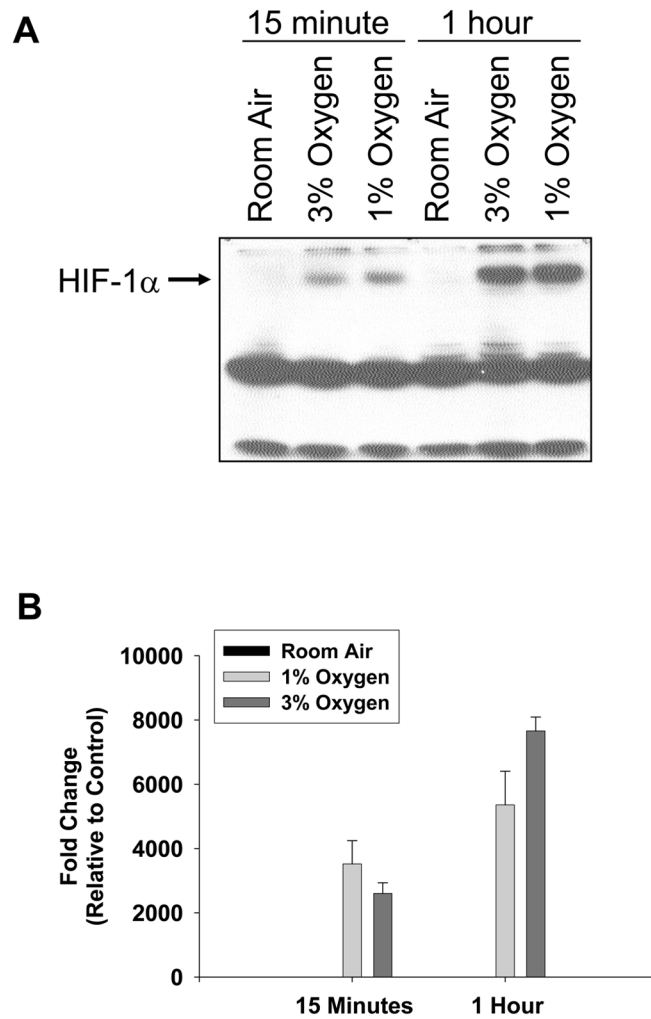 A
15 minute 1 hour
Room Air 3% Oxygen 1% Oxygen Room Air 3% Oxygen 1% Oxygen
HIF-1α
B
Room Air
1% Oxygen
3% Oxygen
Fold Change
(Relative to Control)
10000
8000
6000
4000
2000
0
15 Minutes 1 Hour